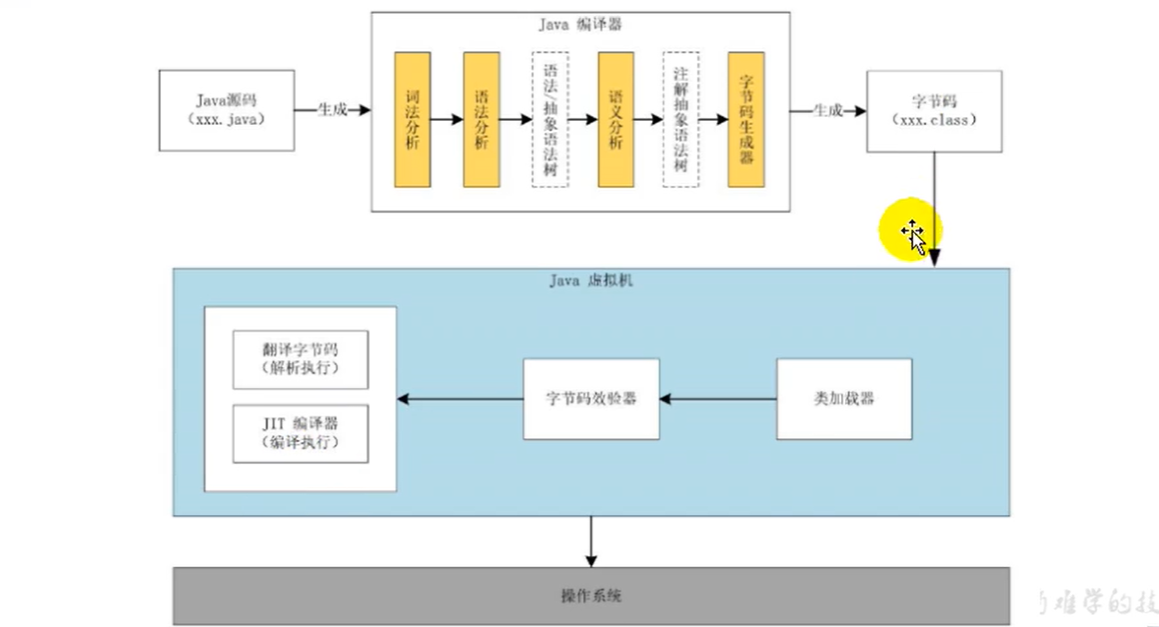 Java 编译器
Java源码
(xxx.java)
生成
词法分析
语法分析
语法/抽象语法树
语义分析
注解抽象语法树
字节码生成器
生成
字节码
(xxx.class)
Java 虚拟机
翻译字节码
(解析执行)
JIT 编译器
(编译执行)
字节码效验器
类加载器
操作系统
难学的技